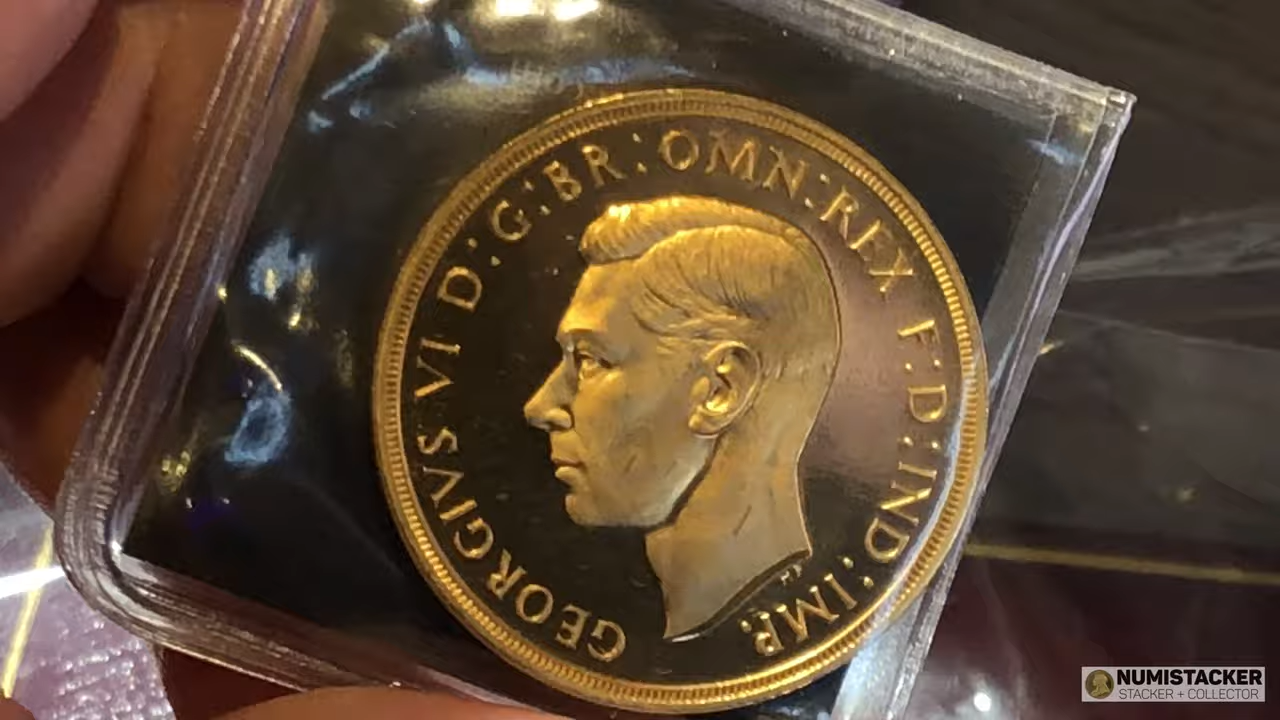 GEORGIVS VI D: G: BR: OMN: REX F: D: IND: IMP.
HP
NUMISTACKER
STACKER + COLLECTOR